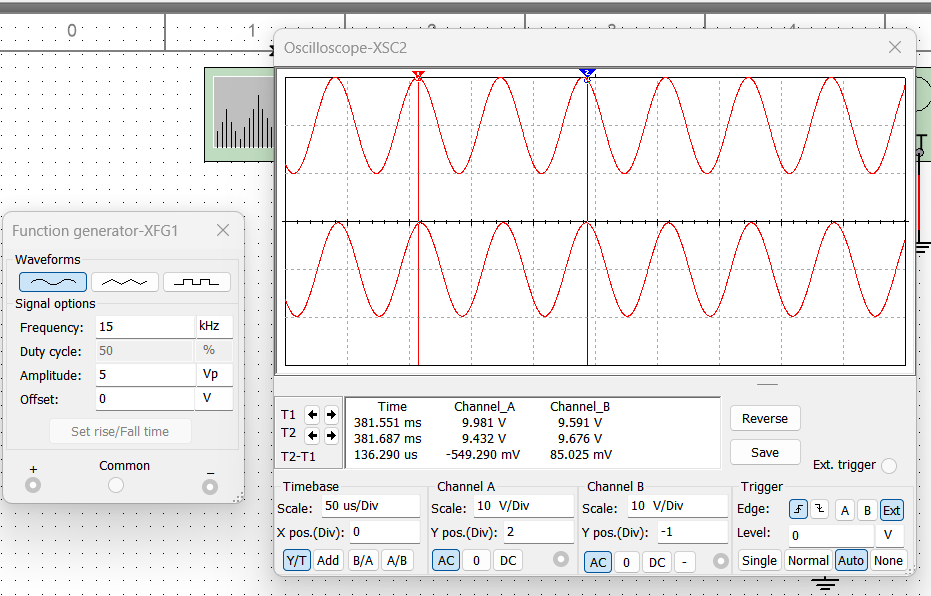 0 1 2 3 4
Oscilloscope-XSC2
1 2
T
Function generator-XFG1
Waveforms
Signal options
Frequency: 15 kHz
Duty cycle: 50 %
Amplitude: 5 Vp
Offset: 0 V
Set rise/Fall time
+ Common -
Time Channel_A Channel_B
T1 381.551 ms 9.981 V 9.591 V
T2 381.687 ms 9.432 V 9.676 V
T2-T1 136.290 us -549.290 mV 85.025 mV
Reverse
Save
Ext. trigger
Timebase
Scale: 50 us/Div
X pos.(Div): 0
Y/T Add B/A A/B
Channel A
Scale: 10 V/Div
Y pos.(Div): 2
AC 0 DC
Channel B
Scale: 10 V/Div
Y pos.(Div): -1
AC 0 DC -
Trigger
Edge: A B Ext
Level: 0 V
Single Normal Auto None